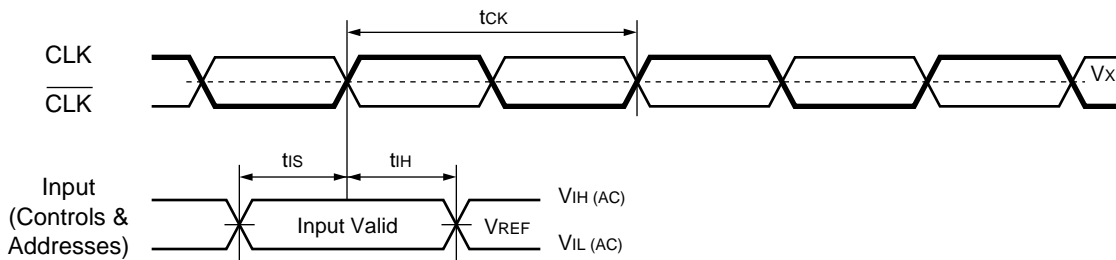 tCK
CLK
CLK
VX
tIS
tIH
Input
(Controls &
Addresses)
VIH (AC)
Input Valid
VREF
VIL (AC)